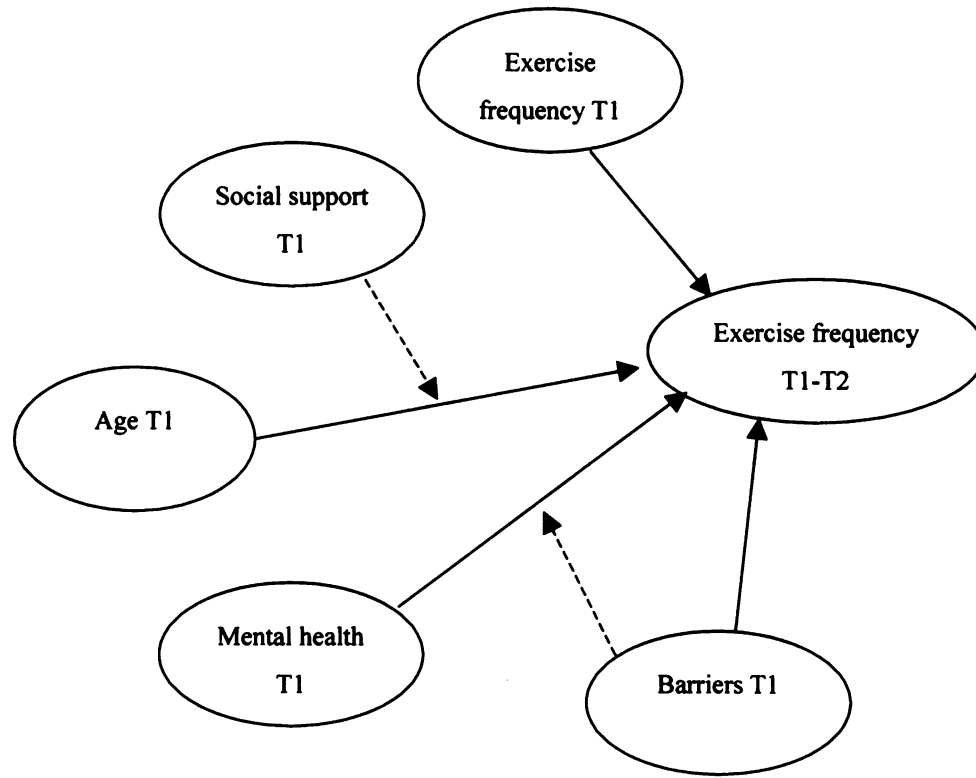 Exercise
frequency T1
Social support
T1
Exercise frequency
T1-T2
Age T1
Mental health
T1
Barriers T1